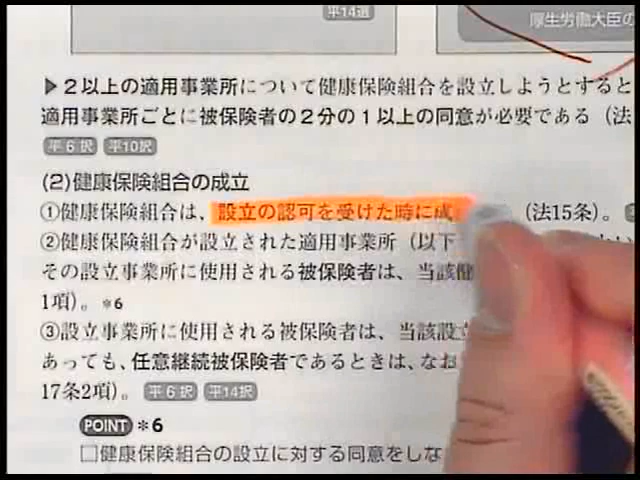 平14選
厚生労働大臣の
▶2以上の適用事業所について健康保険組合を設立しようとすると
適用事業所ごとに被保険者の2分の1以上の同意が必要である(法
平6択 平10択
(2)健康保険組合の成立
①健康保険組合は、設立の認可を受けた時に成 (法15条)。
②健康保険組合が設立された適用事業所(以下
その設立事業所に使用される被保険者は、当該健
1項)。*6
③設立事業所に使用される被保険者は、当該設立
あっても、任意継続被保険者であるときは、なお
17条2項)。 平6択 平14択
POINT *6
□健康保険組合の設立に対する同意をしな